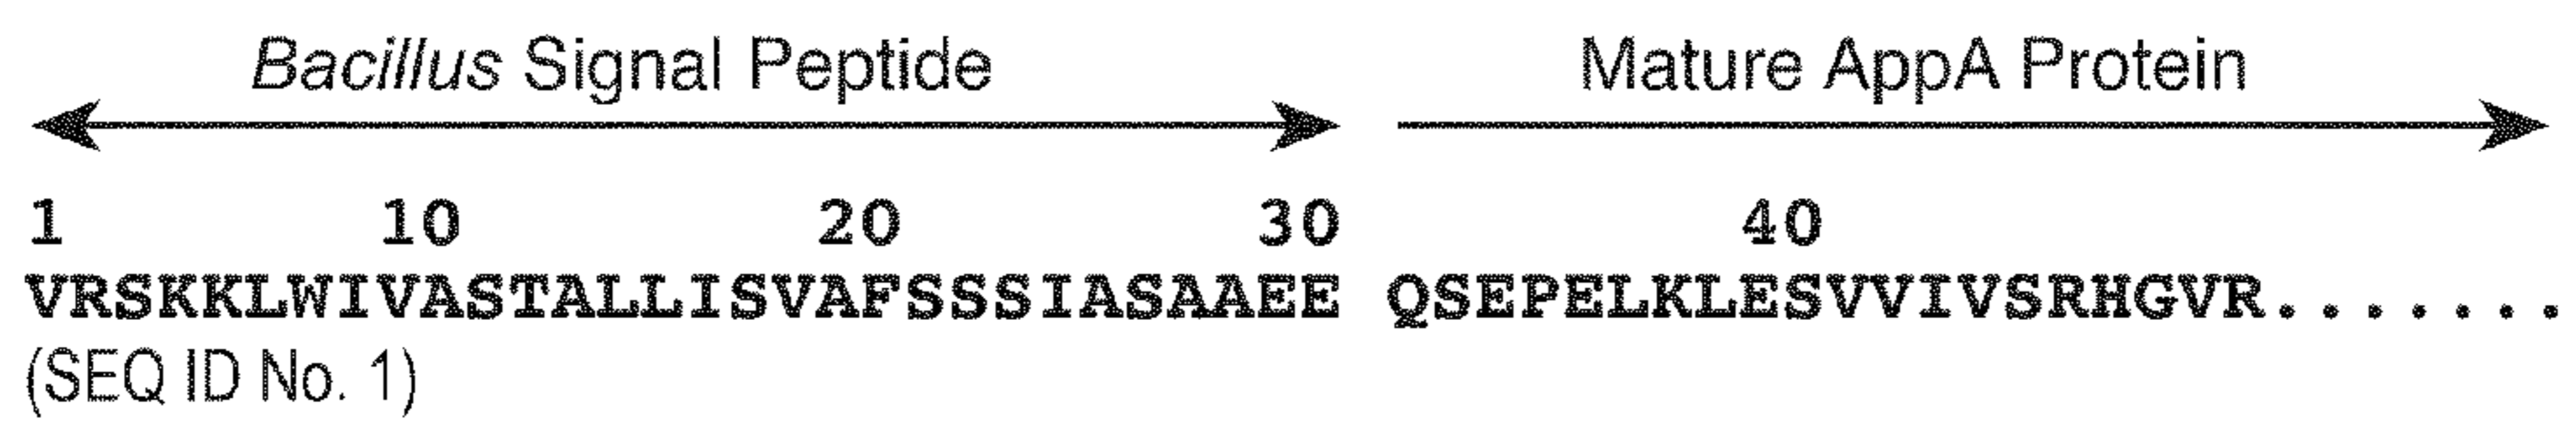 Bacillus Signal Peptide Mature AppA Protein
1 10 20 30 40
VRSKKLWIVASTALLISVAFSSSIASAAEE QSEPELKLESVVIVSRHGVR.......
(SEQ ID No. 1)